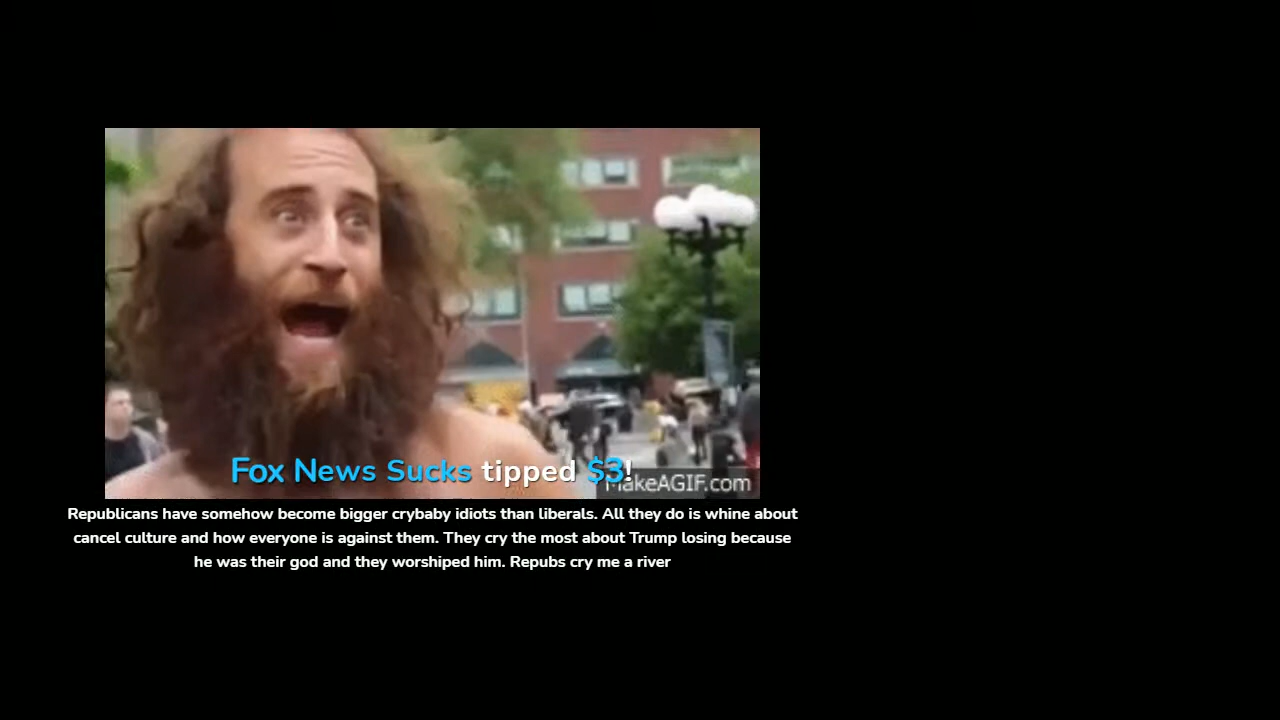 Fox News Sucks tipped $3!
MakeAGIF.com
Republicans have somehow become bigger crybaby idiots than liberals. All they do is whine about
cancel culture and how everyone is against them. They cry the most about Trump losing because
he was their god and they worshiped him. Repubs cry me a river